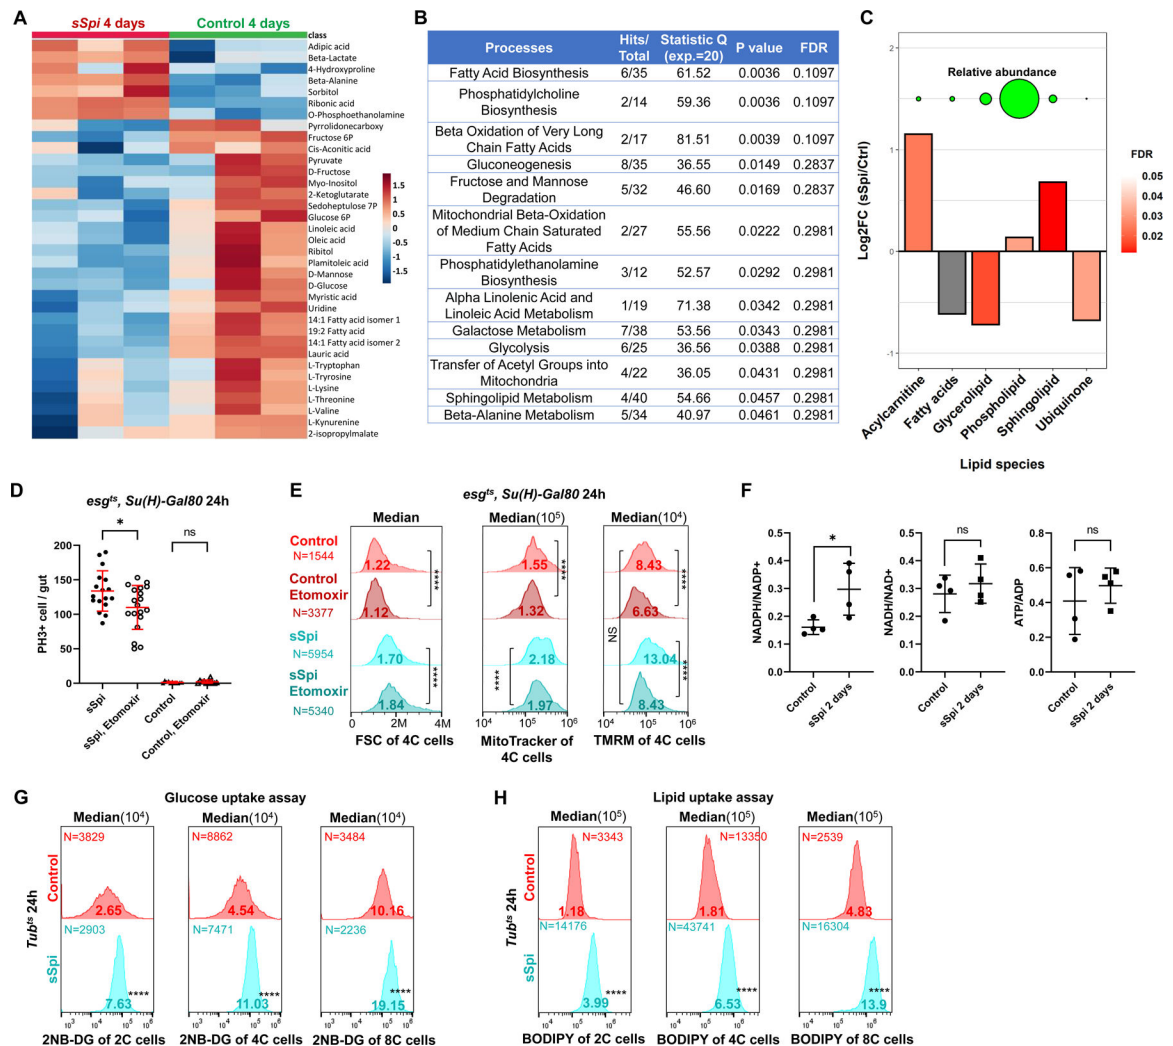 A
sSpi 4 days
Control 4 days
class
Adipic acid
Beta-Lactate
4-Hydroxyproline
Beta-Alanine
Sorbitol
Ribonic acid
O-Phosphoethanolamine
Pyrrolidonecarboxy
Fructose 6P
Cis-Aconitic acid
Pyruvate
D-Fructose
Myo-Inositol
2-Ketoglutarate
Sedoheptulose 7P
Glucose 6P
Linoleic acid
Oleic acid
Ribitol
Plamitoleic acid
D-Mannose
D-Glucose
Myristic acid
Uridine
14:1 Fatty acid isomer 1
19:2 Fatty acid
14:1 Fatty acid isomer 2
Lauric acid
L-Tryptophan
L-Tryrosine
L-Lysine
L-Threonine
L-Valine
L-Kynurenine
2-isopropylmalate
1.5
1
0.5
0
-0.5
-1
-1.5
B
Processes Hits/ Total Statistic Q (exp.=20) P value FDR
Fatty Acid Biosynthesis 6/35 61.52 0.0036 0.1097
Phosphatidylcholine
Biosynthesis 2/14 59.36 0.0036 0.1097
Beta Oxidation of Very Long
Chain Fatty Acids 2/17 81.51 0.0039 0.1097
Gluconeogenesis 8/35 36.55 0.0149 0.2837
Fructose and Mannose
Degradation 5/32 46.60 0.0169 0.2837
Mitochondrial Beta-Oxidation
of Medium Chain Saturated
Fatty Acids 2/27 55.56 0.0222 0.2981
Phosphatidylethanolamine
Biosynthesis 3/12 52.57 0.0292 0.2981
Alpha Linolenic Acid and
Linoleic Acid Metabolism 1/19 71.38 0.0342 0.2981
Galactose Metabolism 7/38 53.56 0.0343 0.2981
Glycolysis 6/25 36.56 0.0388 0.2981
Transfer of Acetyl Groups into
Mitochondria 4/22 36.05 0.0431 0.2981
Sphingolipid Metabolism 4/40 54.66 0.0457 0.2981
Beta-Alanine Metabolism 5/34 40.97 0.0461 0.2981
C
Log2FC (sSpi/Ctrl)
2
1
0
-1
Relative abundance
FDR
0.05
0.04
0.03
0.02
Acylcarnitine
Fatty acids
Glycerolipid
Phospholipid
Sphingolipid
Ubiquinone
Lipid species
D
esgts, Su(H)-Gal80 24h
PH3+ cell / gut
200
150
100
50
0
*
ns
sSpi
sSpi, Etomoxir
Control
Control, Etomoxir
E
esgts, Su(H)-Gal80 24h
Median
Median(10⁵)
Median(10⁴)
Control
N=1544
1.22
1.55
8.43
Control
Etomoxir
N=3377
1.12
1.32
6.63
sSpi
N=5954
1.70
2.18
13.04
sSpi
Etomoxir
N=5340
1.84
1.97
8.43
****
****
****
****
****
****
NS
0 2M 4M
10⁴ 10⁵ 10⁶
10⁴ 10⁵ 10⁶
FSC of 4C cells
MitoTracker of
4C cells
TMRM of 4C cells
F
NADPH/NADP+
0.5
0.4
0.3
0.2
0.1
0.0
*
Control
sSpi 2 days
NADH/NAD+
0.5
0.4
0.3
0.2
0.1
0.0
ns
Control
sSpi 2 days
ATP/ADP
0.8
0.6
0.4
0.2
0.0
ns
Control
sSpi 2 days
G
Glucose uptake assay
Median(10⁴)
Median(10⁴)
Median(10⁴)
Tubts 24h
Control
N=3829
2.65
N=8862
4.54
N=3484
10.16
sSpi
N=2903
7.63
****
N=7471
11.03
****
N=2236
19.15
****
10³ 10⁴ 10⁵ 10⁶
10³ 10⁴ 10⁵ 10⁶
10³ 10⁴ 10⁵ 10⁶
2NB-DG of 2C cells
2NB-DG of 4C cells
2NB-DG of 8C cells
H
Lipid uptake assay
Median(10⁵)
Median(10⁵)
Median(10⁵)
Tubts 24h
Control
N=3343
1.18
N=13350
1.81
N=2539
4.83
sSpi
N=14176
3.99
****
N=43741
6.53
****
N=16304
13.9
****
10³ 10⁴ 10⁵ 10⁶
10³ 10⁴ 10⁵ 10⁶
10³ 10⁴ 10⁵ 10⁶
BODIPY of 2C cells
BODIPY of 4C cells
BODIPY of 8C cells